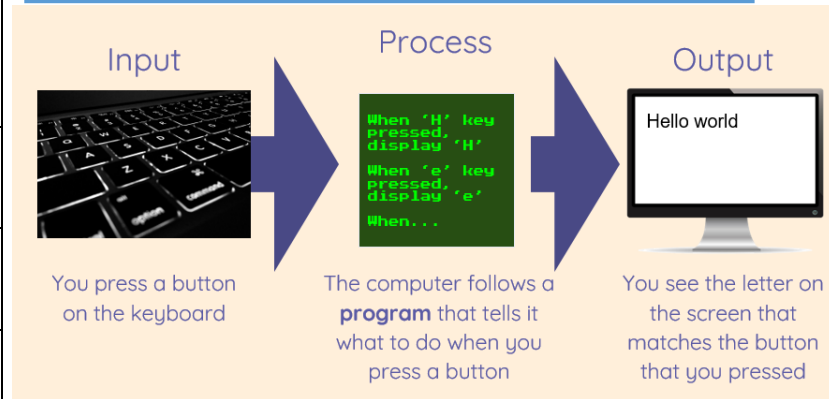 Input
Process
Output
A
S
Z
X
C
option
command
When ‘H’ key
pressed,
display ‘H’
When ‘e’ key
pressed,
display ‘e’
When...
Hello world
You press a button
on the keyboard
The computer follows a
program that tells it
what to do when you
press a button
You see the letter on
the screen that
matches the button
that you pressed